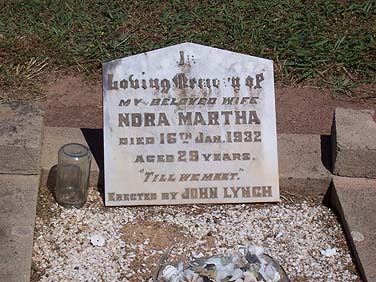 In
Loving Memory of
MY BELOVED WIFE
NORA MARTHA
DIED 16TH JAN. 1932
AGED 29 YEARS.
"TILL WE MEET."
ERECTED BY JOHN LYNCH